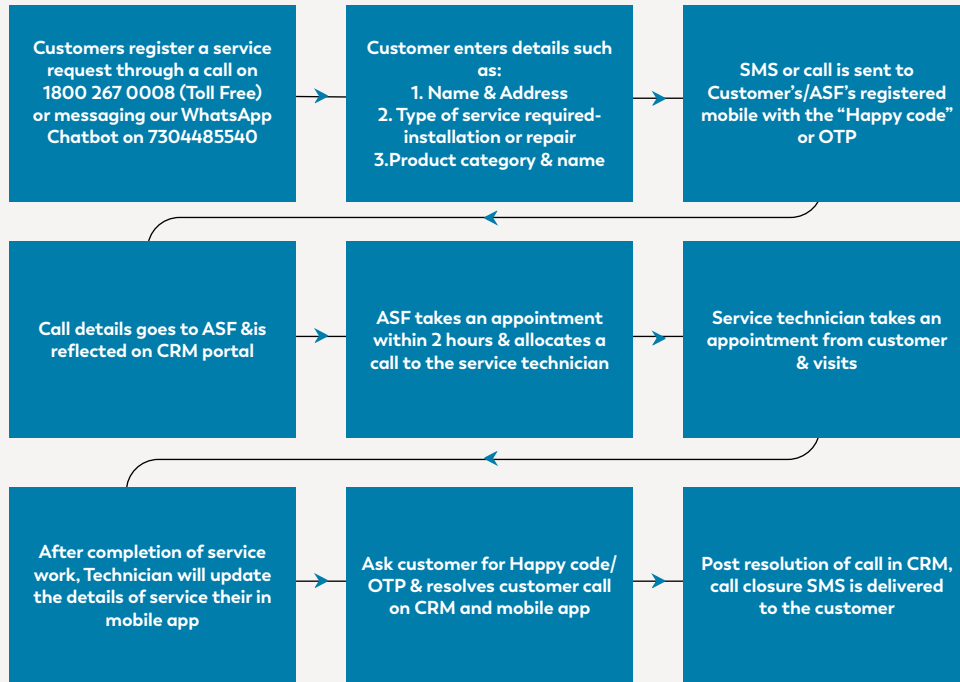 Customers register a service
request through a call on
1800 267 0008 (Toll Free)
or messaging our WhatsApp
Chatbot on 7304485540
Customer enters details such
as:
1. Name & Address
2. Type of service required-
installation or repair
3.Product category & name
SMS or call is sent to
Customer's/ASF's registered
mobile with the “Happy code”
or OTP
Call details goes to ASF &is
reflected on CRM portal
ASF takes an appointment
within 2 hours & allocates a
call to the service technician
Service technician takes an
appointment from customer
& visits
After completion of service
work, Technician will update
the details of service their in
mobile app
Ask customer for Happy code/
OTP & resolves customer call
on CRM and mobile app
Post resolution of call in CRM,
call closure SMS is delivered
to the customer